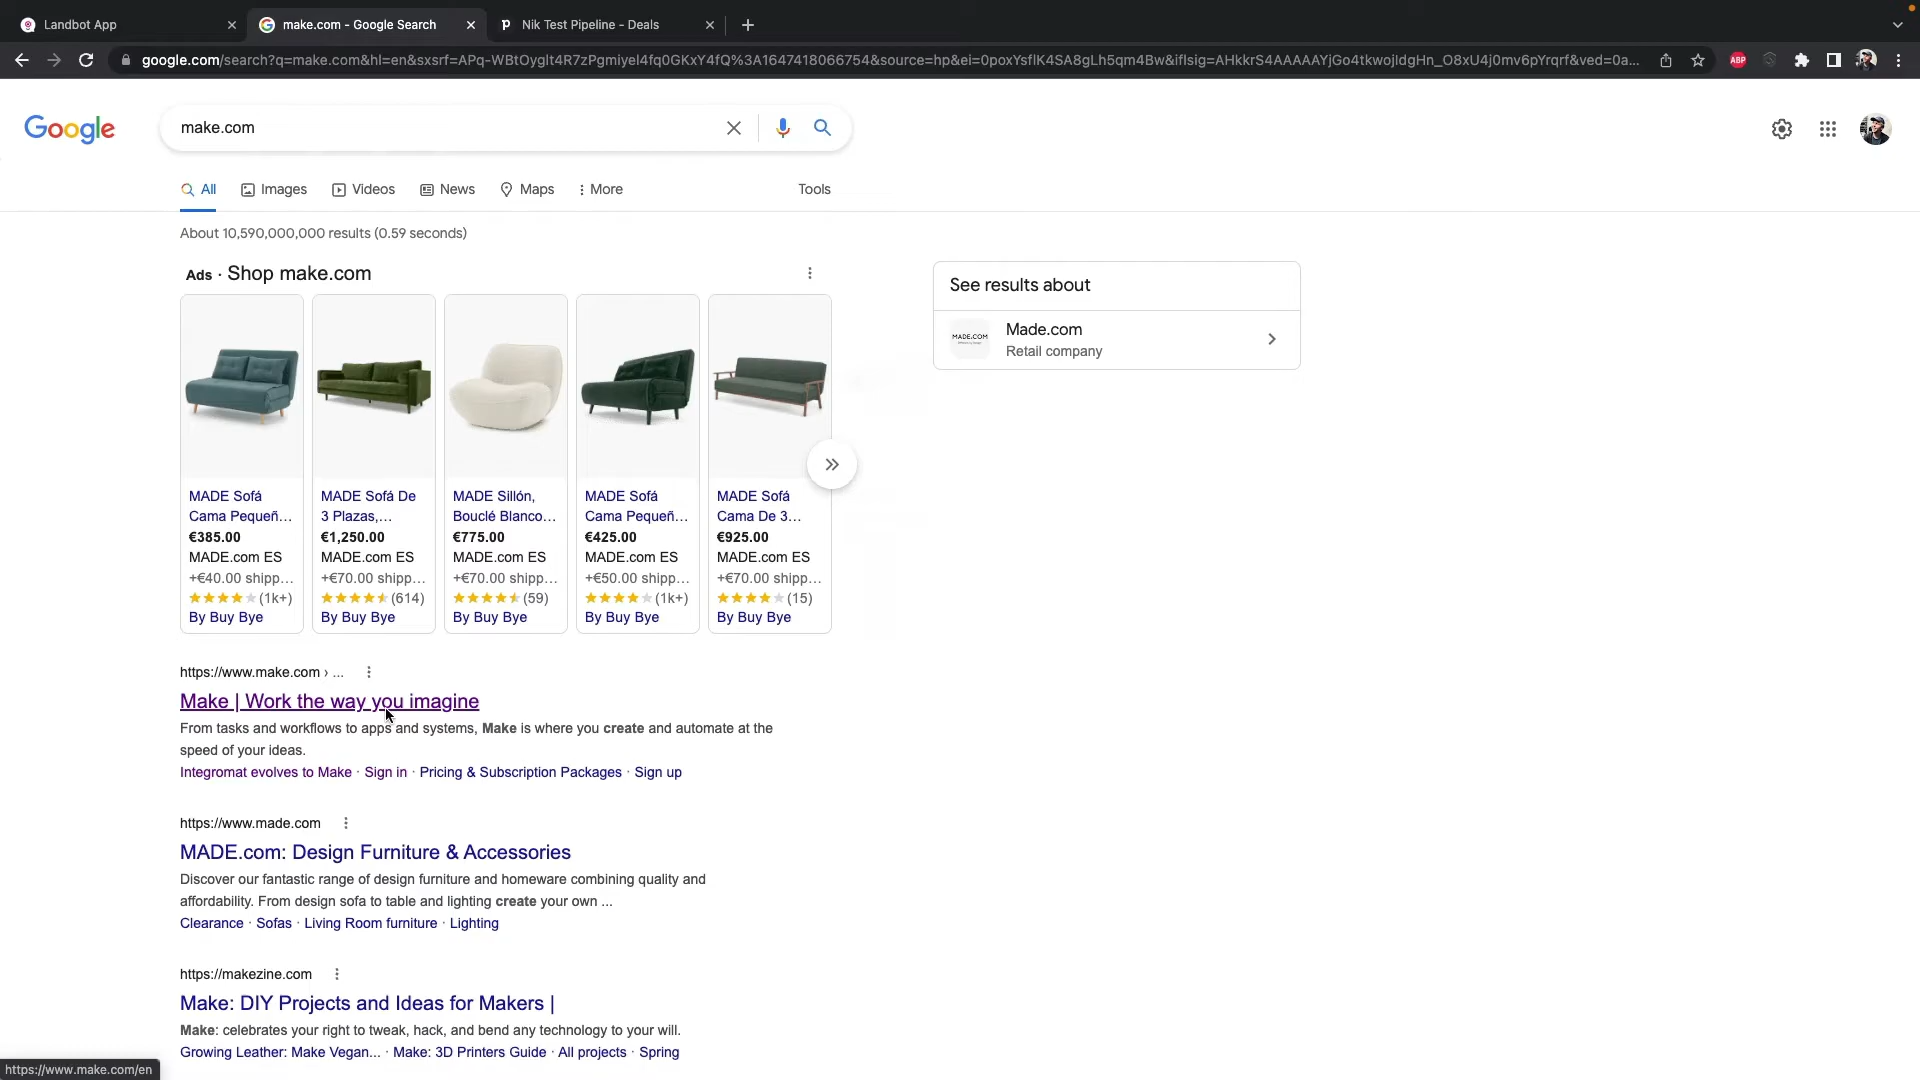 Landbot App
make.com - Google Search
Nik Test Pipeline - Deals
google.com/search?q=make.com&hl=en&sxsrf=APq-WBtOyglt4R7zPgmiyel4fq0GKxY4fQ%3A1647418066754&source=hp&ei=0poxYsflK4SA8gLh5qm4Bw&iflsig=AHkkrS4AAAAAYjGo4tkwojIdgHn_O8xU4j0mv6pYrqrf&ved=0a...
ABP
Google
make.com
All
Images
Videos
News
Maps
More
Tools
About 10,590,000,000 results (0.59 seconds)
Ads · Shop make.com
MADE Sofá Cama Pequeñ...
€385.00
MADE.com ES
+€40.00 shipp...
(1k+)
By Buy Bye
MADE Sofá De 3 Plazas,...
€1,250.00
MADE.com ES
+€70.00 shipp...
(614)
By Buy Bye
MADE Sillón, Bouclé Blanco...
€775.00
MADE.com ES
+€70.00 shipp...
(59)
By Buy Bye
MADE Sofá Cama Pequeñ...
€425.00
MADE.com ES
+€50.00 shipp...
(1k+)
By Buy Bye
MADE Sofá Cama De 3...
€925.00
MADE.com ES
+€70.00 shipp...
(15)
By Buy Bye
See results about
MADE.COM
Made.com
Retail company
https://www.make.com › ...
Make | Work the way you imagine
From tasks and workflows to apps and systems, Make is where you create and automate at the
speed of your ideas.
Integromat evolves to Make · Sign in · Pricing & Subscription Packages · Sign up
https://www.made.com
MADE.com: Design Furniture & Accessories
Discover our fantastic range of design furniture and homeware combining quality and
affordability. From design sofa to table and lighting create your own ...
Clearance · Sofas · Living Room furniture · Lighting
https://makezine.com
Make: DIY Projects and Ideas for Makers |
Make: celebrates your right to tweak, hack, and bend any technology to your will.
Growing Leather: Make Vegan... · Make: 3D Printers Guide · All projects · Spring
https://www.make.com/en